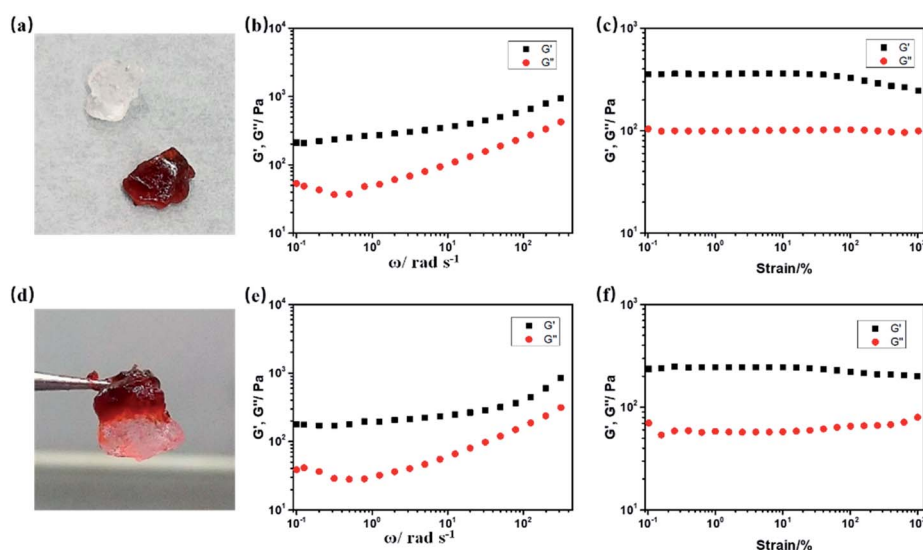 (a)
(b)
10⁴
10³
10²
10¹
G', G''/ Pa
G'
G''
10⁻¹ 10⁰ 10¹ 10²
ω/ rad s⁻¹
(c)
10³
10²
10¹
G', G''/ Pa
G'
G''
10⁻¹ 10⁰ 10¹ 10² 10³
Strain/%
(d)
(e)
10⁴
10³
10²
10¹
G', G''/ Pa
G'
G''
10⁻¹ 10⁰ 10¹ 10²
ω/ rad s⁻¹
(f)
10³
10²
10¹
G', G''/ Pa
G'
G''
10⁻¹ 10⁰ 10¹ 10² 10³
Strain/%